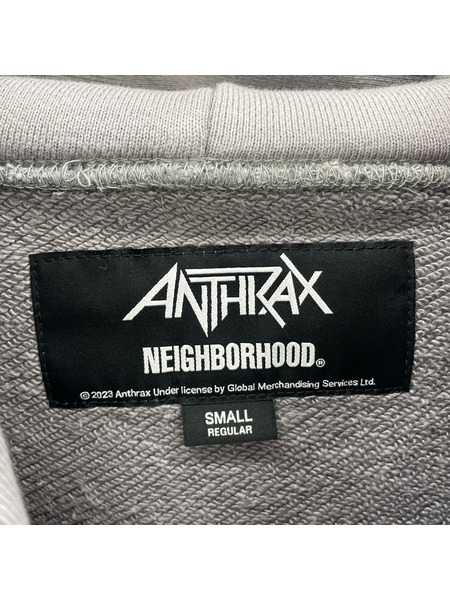 ANTHRAX
NEIGHBORHOOD®
© 2023 Anthrax Under license by Global Merchandising Services Ltd.
SMALL
REGULAR